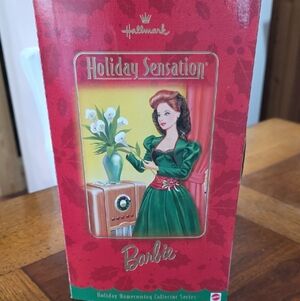 Hallmark
Holiday Sensation®
Barbie
Holiday Homecoming Collector Series